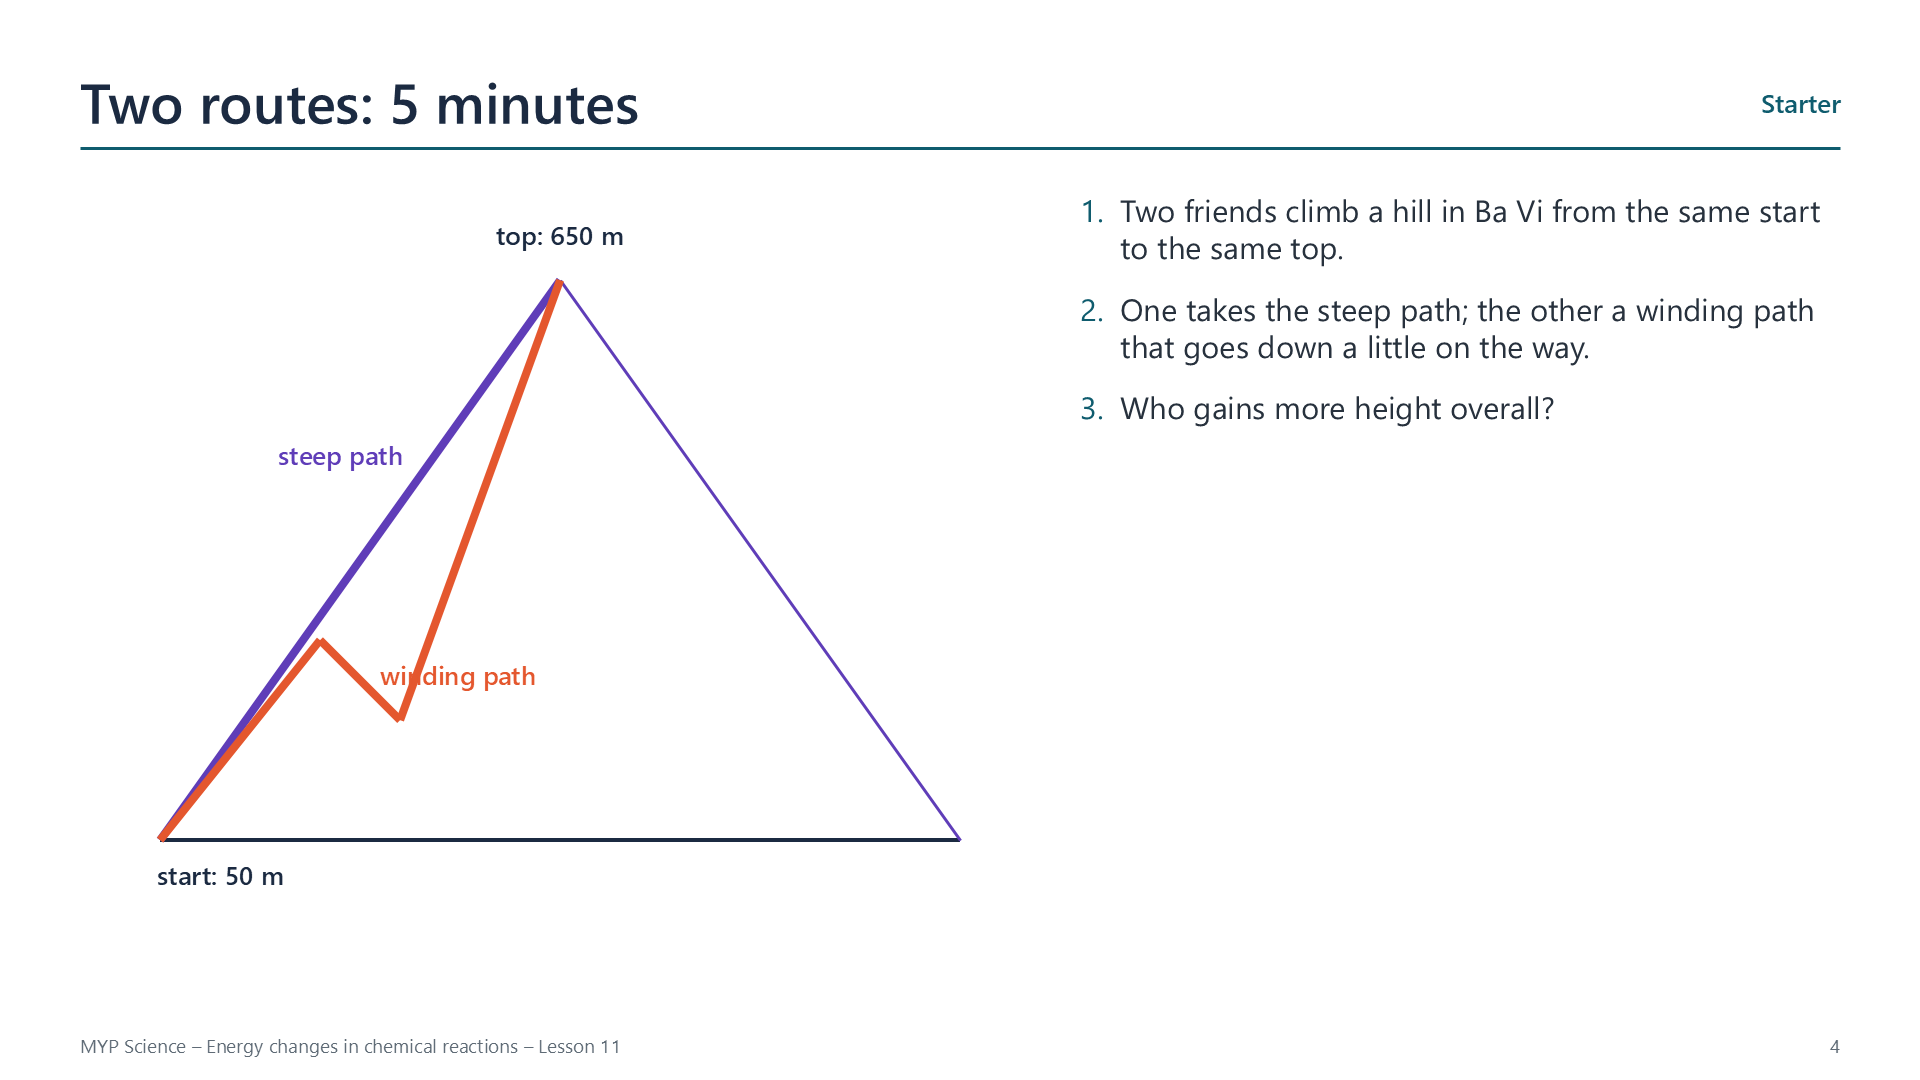 Two routes: 5 minutes
Starter
top: 650 m
steep path
winding path
start: 50 m
1. Two friends climb a hill in Ba Vi from the same start
to the same top.
2. One takes the steep path; the other a winding path
that goes down a little on the way.
3. Who gains more height overall?
MYP Science – Energy changes in chemical reactions – Lesson 11
4